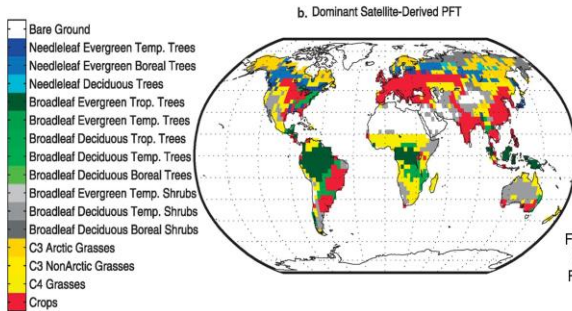 b. Dominant Satellite-Derived PFT
Bare Ground
Needleleaf Evergreen Temp. Trees
Needleleaf Evergreen Boreal Trees
Needleleaf Deciduous Trees
Broadleaf Evergreen Trop. Trees
Broadleaf Evergreen Temp. Trees
Broadleaf Deciduous Trop. Trees
Broadleaf Deciduous Temp. Trees
Broadleaf Deciduous Boreal Trees
Broadleaf Evergreen Temp. Shrubs
Broadleaf Deciduous Temp. Shrubs
Broadleaf Deciduous Boreal Shrubs
C3 Arctic Grasses
C3 NonArctic Grasses
C4 Grasses
Crops
F
F